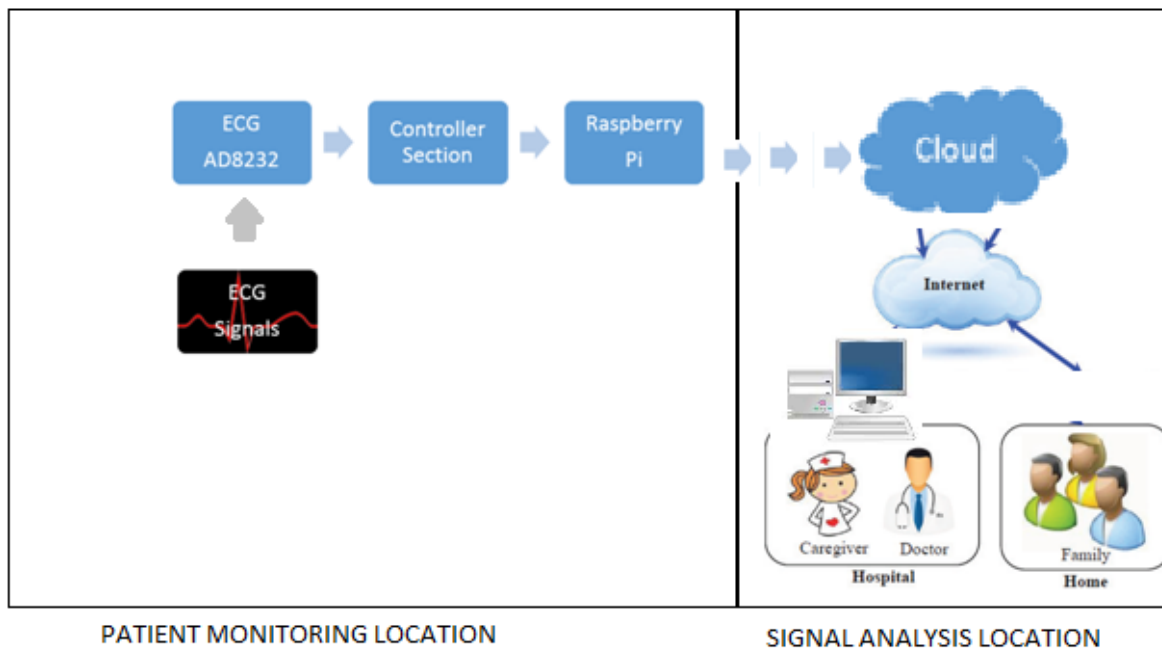 ECG
AD8232
Controller
Section
Raspberry
Pi
Cloud
ECG
Signals
Internet
Caregiver
Doctor
Hospital
Family
Home
PATIENT MONITORING LOCATION
SIGNAL ANALYSIS LOCATION